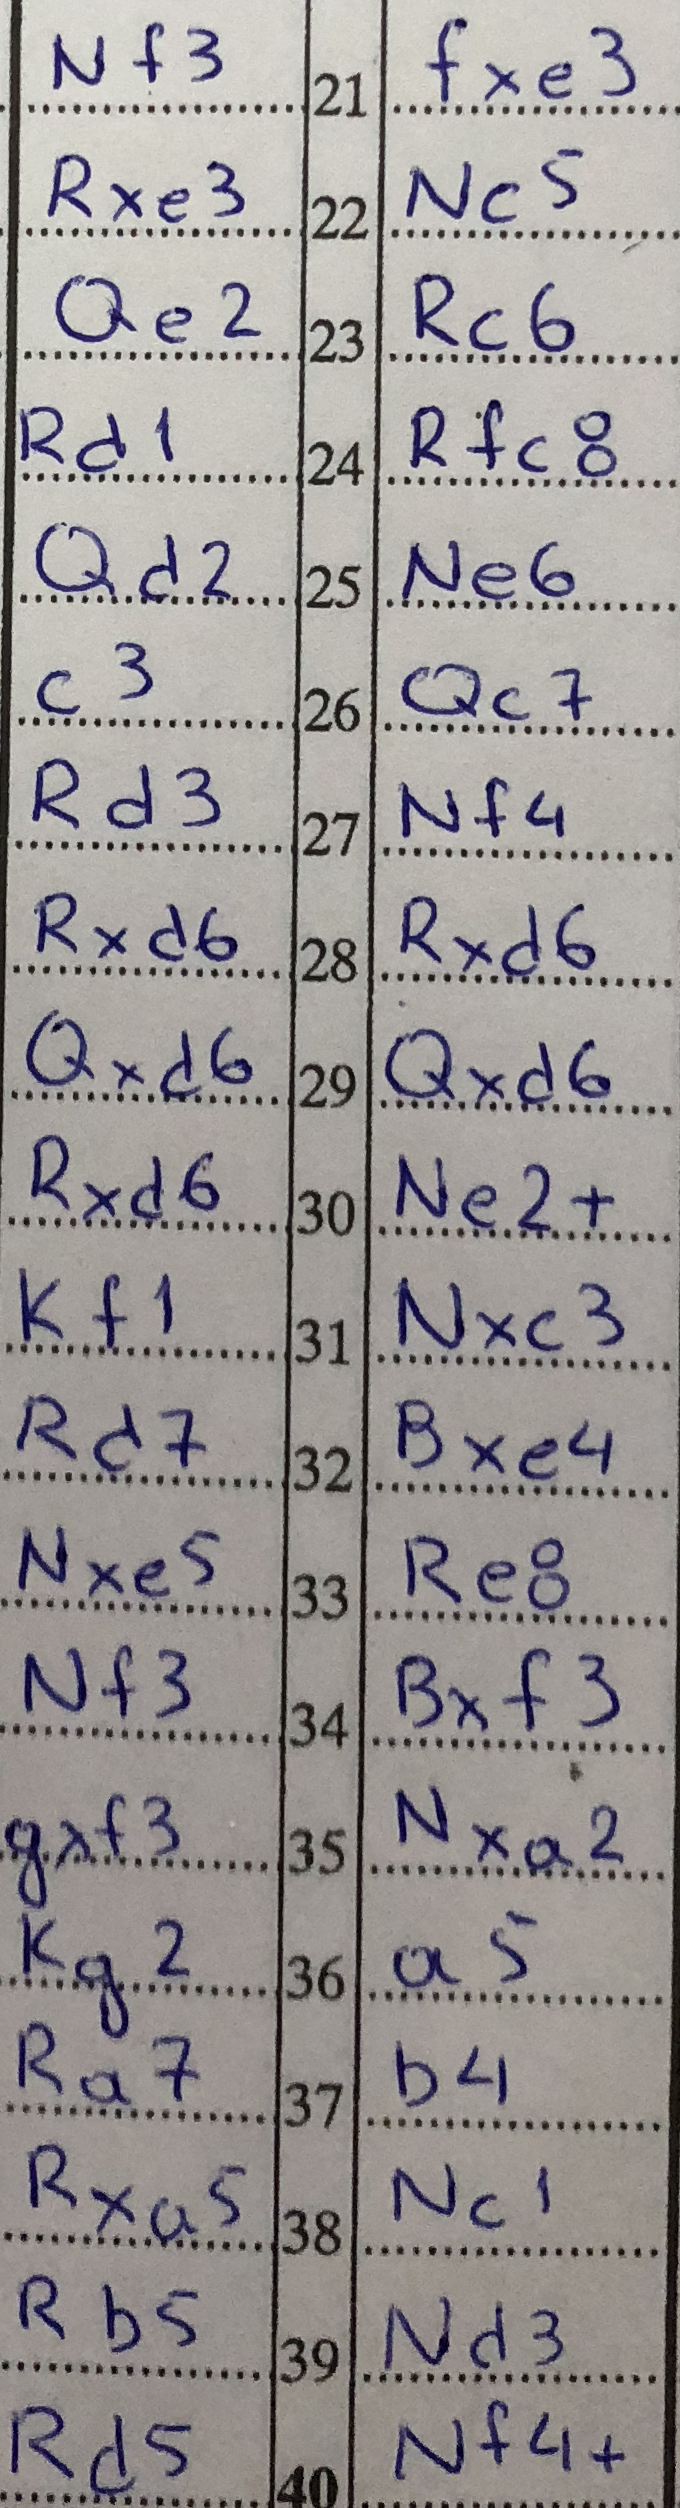 Nf3 21 fxe3
Rxe3 22 Nc5
Qe2 23 Rc6
Rd1 24 Rfc8
Qd2 25 Ne6
c3 26 Qc7
Rd3 27 Nf4
Rxd6 28 Rxd6
Qxd6 29 Qxd6
Rxd6 30 Ne2+
Kf1 31 Nxc3
Rd7 32 Bxe4
Nxe5 33 Re8
Nf3 34 Bxf3
gxf3 35 Nxa2
Kg2 36 a5
Ra7 37 b4
Rxa5 38 Nc1
Rb5 39 Nd3
Rd5 40 Nf4+